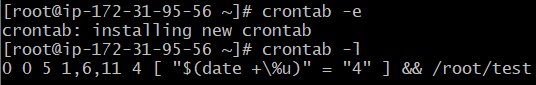 [root@ip-172-31-95-56 ~]# crontab -e
crontab: installing new crontab
[root@ip-172-31-95-56 ~]# crontab -l
0 0 5 1,6,11 4 [ "$(date +\%u)" = "4" ] && /root/test